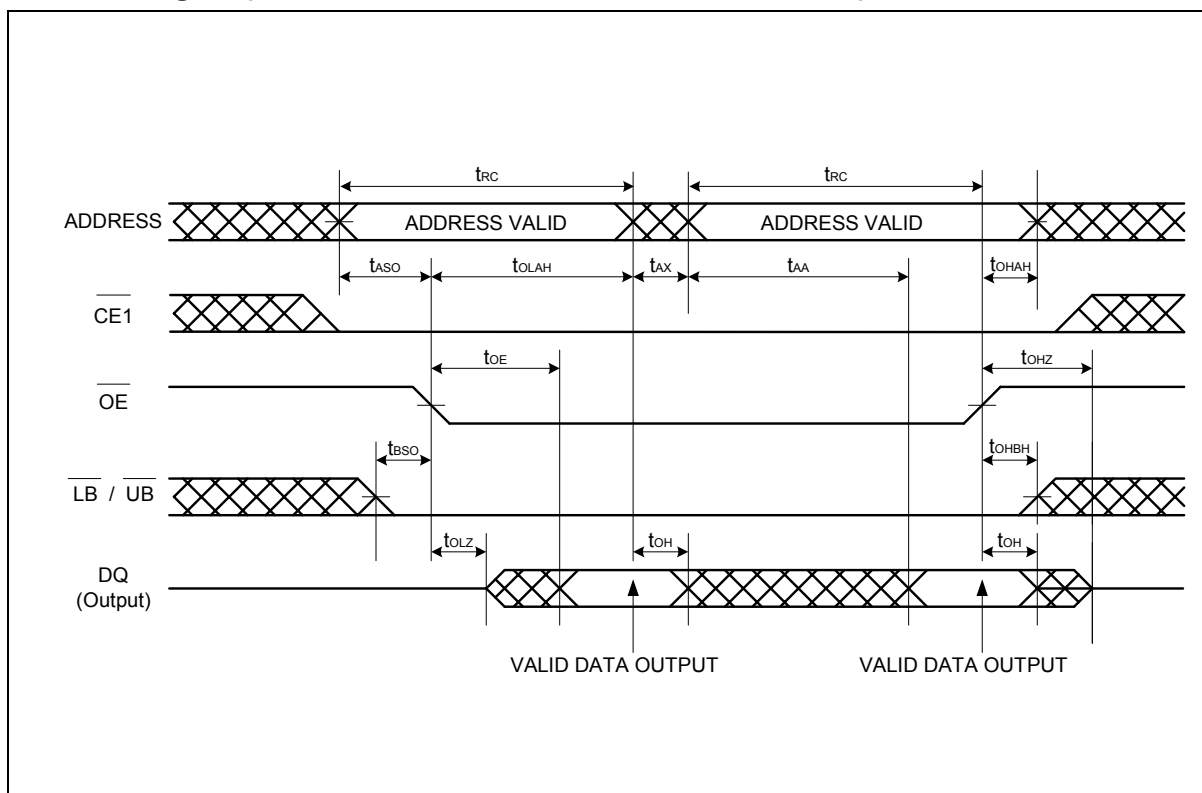 tRC tRC
ADDRESS ADDRESS VALID ADDRESS VALID
tASO tOLAH tAX tAA tOHAH
CE1
tOE tOHZ
OE
tBSO tOHBH
LB / UB
tOLZ tOH tOH
DQ
(Output)
VALID DATA OUTPUT VALID DATA OUTPUT